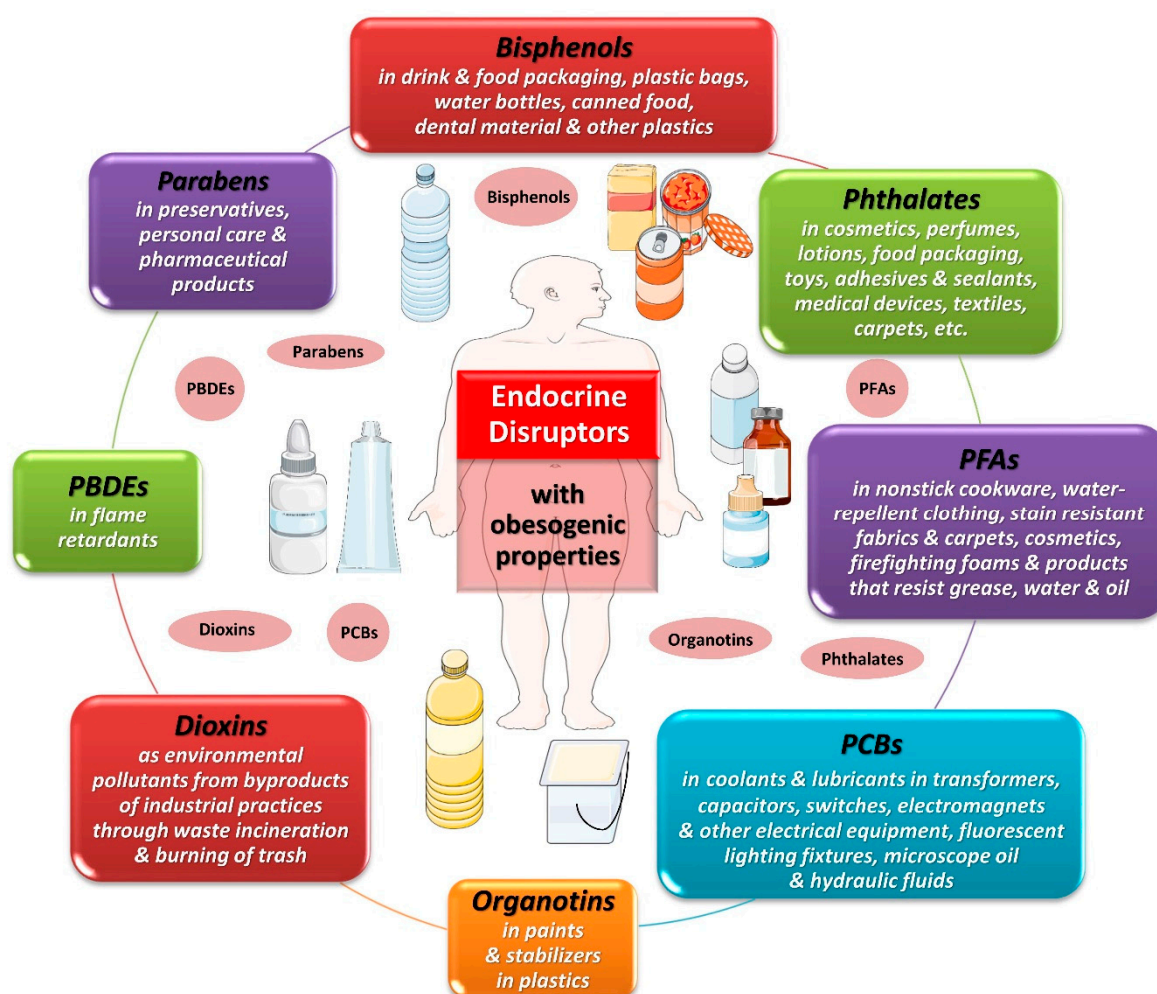 Bisphenols
in drink & food packaging, plastic bags,
water bottles, canned food,
dental material & other plastics
Parabens
in preservatives,
personal care &
pharmaceutical
products
Bisphenols
Phthalates
in cosmetics, perfumes,
lotions, food packaging,
toys, adhesives & sealants,
medical devices, textiles,
carpets, etc.
Parabens
PBDEs
PFAs
Endocrine
Disruptors
with
obesogenic
properties
PBDEs
in flame
retardants
PFAs
in nonstick cookware, water-
repellent clothing, stain resistant
fabrics & carpets, cosmetics,
firefighting foams & products
that resist grease, water & oil
Dioxins
PCBs
Organotins
Phthalates
Dioxins
as environmental
pollutants from byproducts
of industrial practices
through waste incineration
& burning of trash
PCBs
in coolants & lubricants in transformers,
capacitors, switches, electromagnets
& other electrical equipment, fluorescent
lighting fixtures, microscope oil
& hydraulic fluids
Organotins
in paints
& stabilizers
in plastics